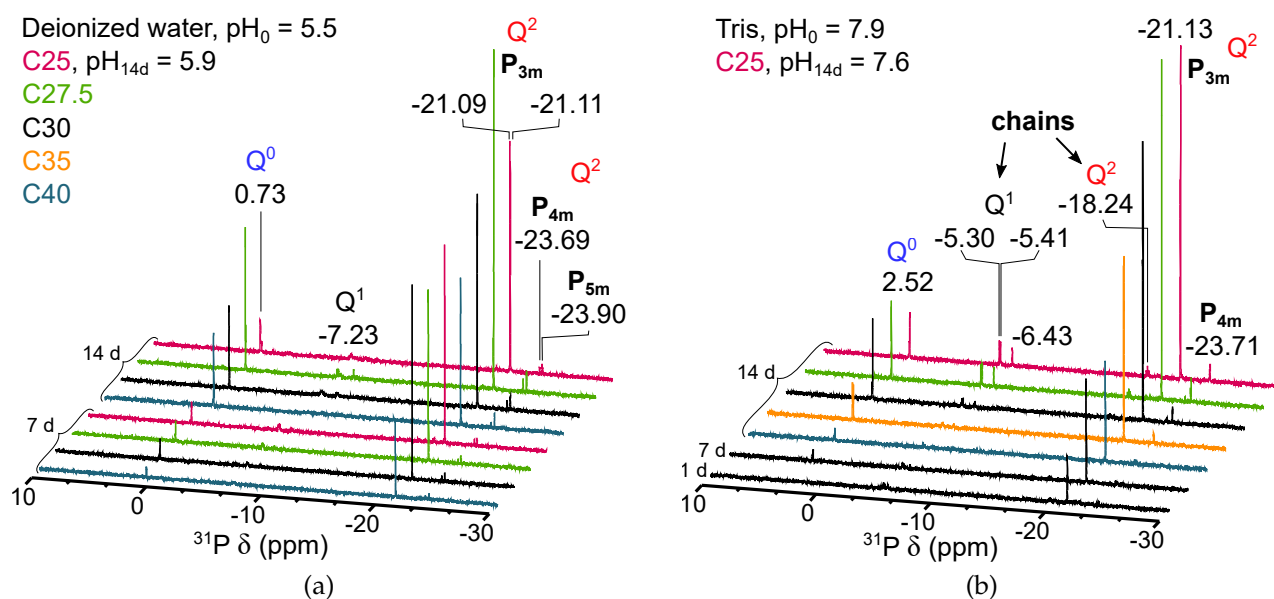 Deionized water, pH0 = 5.5
C25, pH14d = 5.9
C27.5
C30
C35
C40
Q0
0.73
Q1
-7.23
Q2
P3m
-21.09
-21.11
Q2
P4m
-23.69
P5m
-23.90
14 d
7 d
10
0
-10
-20
-30
31P δ (ppm)
(a)
Tris, pH0 = 7.9
C25, pH14d = 7.6
-21.13
Q2
P3m
chains
Q2
-18.24
Q1
-5.30
-5.41
Q0
2.52
-6.43
P4m
-23.71
14 d
7 d
1 d
10
0
-10
-20
-30
31P δ (ppm)
(b)